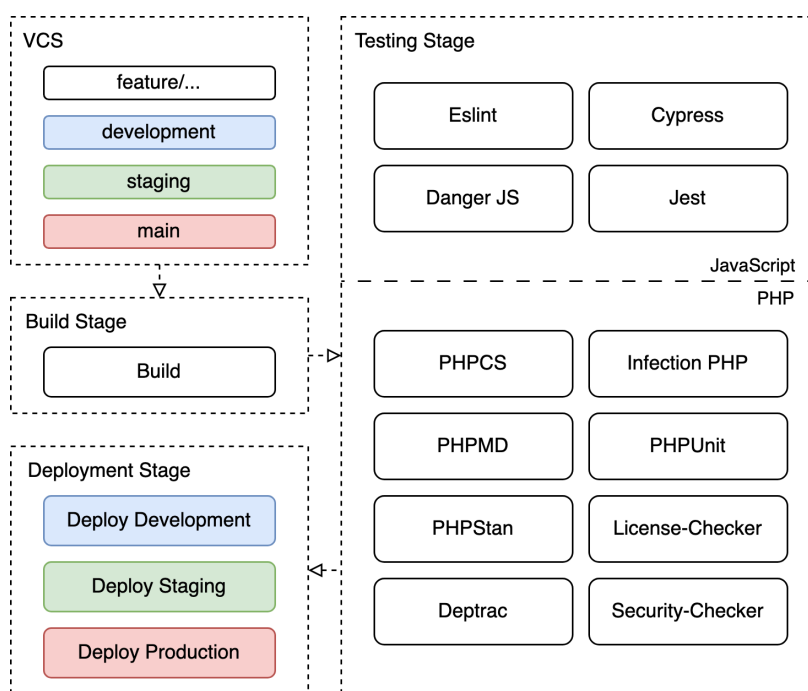 VCS
feature/...
development
staging
main
Build Stage
Build
Deployment Stage
Deploy Development
Deploy Staging
Deploy Production
Testing Stage
Eslint
Cypress
Danger JS
Jest
JavaScript
PHP
PHPCS
Infection PHP
PHPMD
PHPUnit
PHPStan
License-Checker
Deptrac
Security-Checker